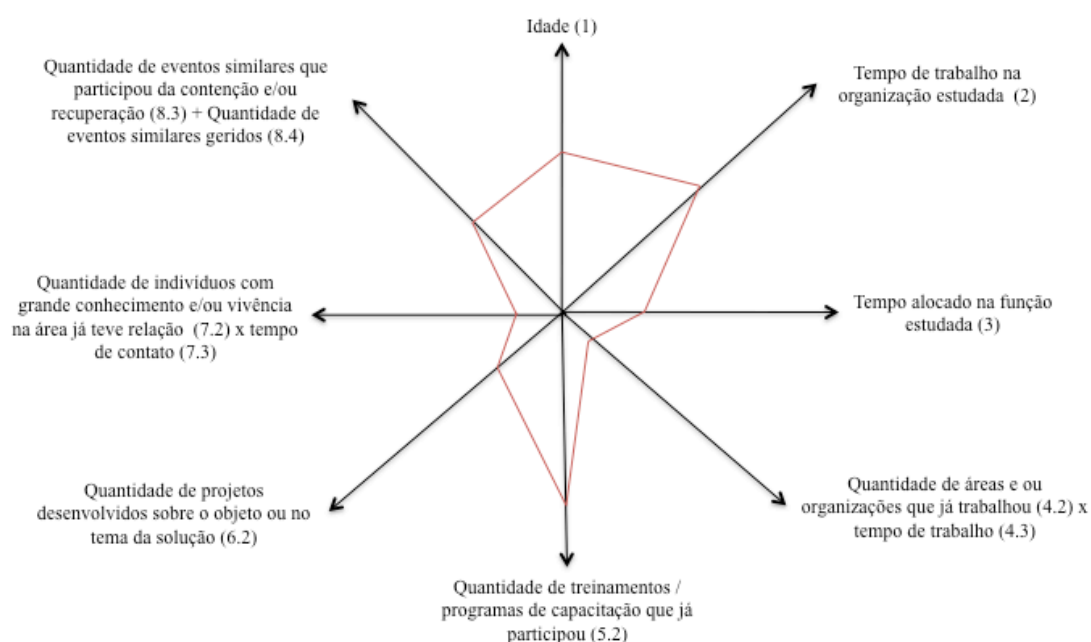 Idade (1)
Quantidade de eventos similares que
participou da contenção e/ou
recuperação (8.3) + Quantidade de
eventos similares geridos (8.4)
Tempo de trabalho na
organização estudada (2)
Quantidade de indivíduos com
grande conhecimento e/ou vivência
na área já teve relação (7.2) x tempo
de contato (7.3)
Tempo alocado na função
estudada (3)
Quantidade de projetos
desenvolvidos sobre o objeto ou no
tema da solução (6.2)
Quantidade de áreas e ou
organizações que já trabalhou (4.2) x
tempo de trabalho (4.3)
Quantidade de treinamentos /
programas de capacitação que já
participou (5.2)